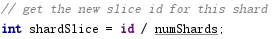 // get the new slice id for this shard
int shardSlice = id / numShards;